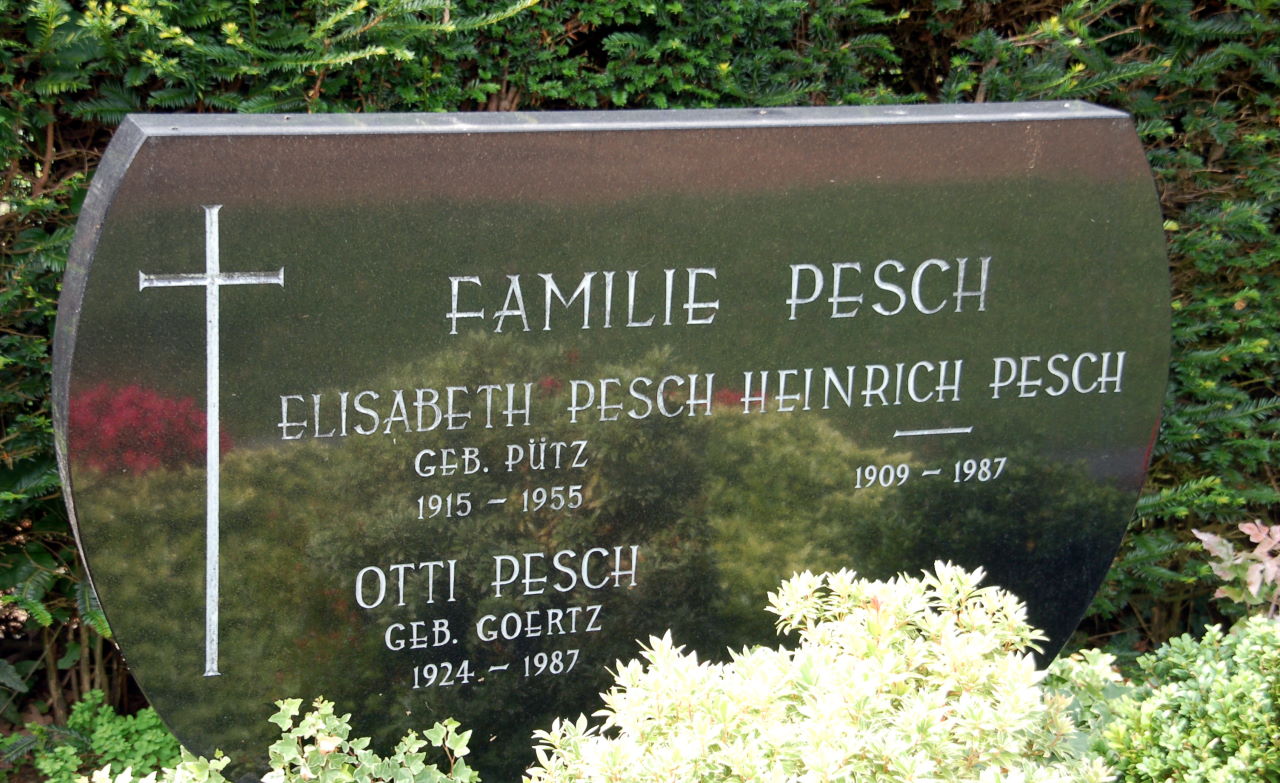 FAMILIE PESCH
ELISABETH PESCH
GEB. PÜTZ
1915 – 1955
HEINRICH PESCH
1909 – 1987
OTTI PESCH
GEB. GOERTZ
1924 – 1987